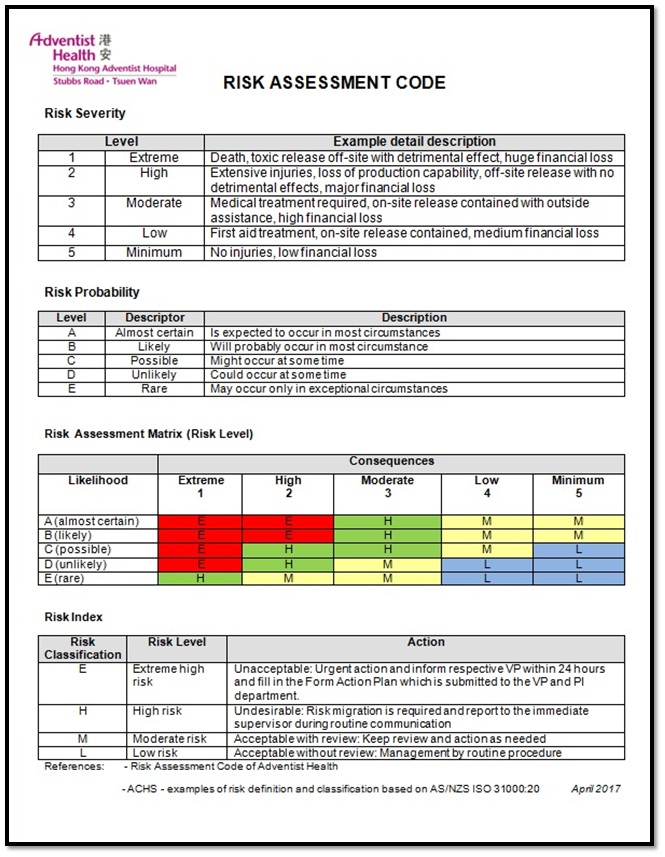 Adventist 港
Health 安
Hong Kong Adventist Hospital
Stubbs Road • Tsuen Wan
RISK ASSESSMENT CODE
Risk Severity
Level Example detail description
1 Extreme Death, toxic release off-site with detrimental effect, huge financial loss
2 High Extensive injuries, loss of production capability, off-site release with no
detrimental effects, major financial loss
3 Moderate Medical treatment required, on-site release contained with outside
assistance, high financial loss
4 Low First aid treatment, on-site release contained, medium financial loss
5 Minimum No injuries, low financial loss
Risk Probability
Level Descriptor Description
A Almost certain Is expected to occur in most circumstances
B Likely Will probably occur in most circumstance
C Possible Might occur at some time
D Unlikely Could occur at some time
E Rare May occur only in exceptional circumstances
Risk Assessment Matrix (Risk Level)
Consequences
Likelihood Extreme High Moderate Low Minimum
1 2 3 4 5
A (almost certain) E E H M M
B (likely) E E H M M
C (possible) E H H M L
D (unlikely) E H M L L
E (rare) H M M L L
Risk Index
Risk Risk Level Action
Classification
E Extreme high Unacceptable: Urgent action and inform respective VP within 24 hours
risk and fill in the Form Action Plan which is submitted to the VP and PI
department.
H High risk Undesirable: Risk migration is required and report to the immediate
supervisor during routine communication
M Moderate risk Acceptable with review: Keep review and action as needed
L Low risk Acceptable without review: Management by routine procedure
References: - Risk Assessment Code of Adventist Health
- ACHS - examples of risk definition and classification based on AS/NZS ISO 31000:20 April 2017